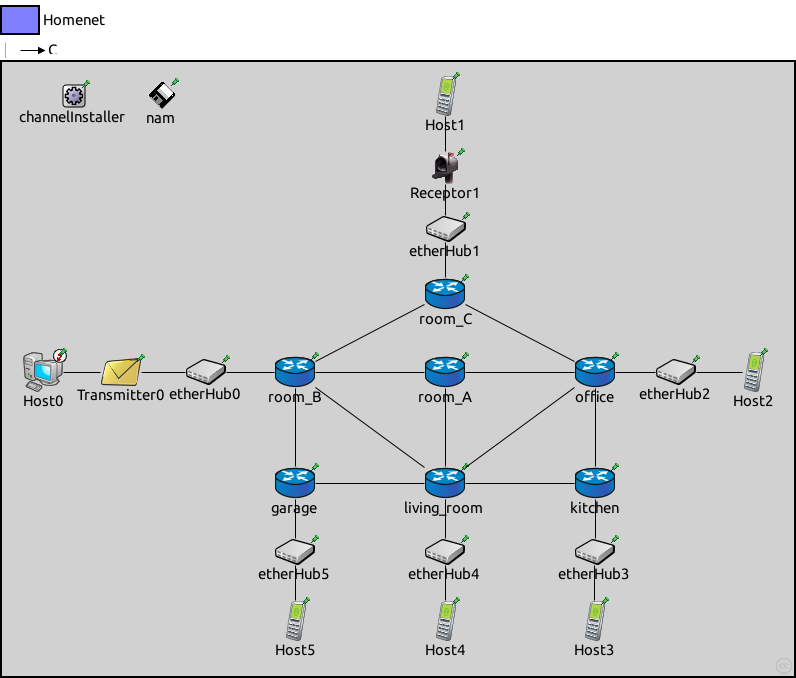 Homenet
C
channelInstaller
nam
Host1
Receptor1
etherHub1
room_C
Host0
Transmitter0
etherHub0
room_B
room_A
office
etherHub2
Host2
garage
living_room
kitchen
etherHub5
etherHub4
etherHub3
Host5
Host4
Host3